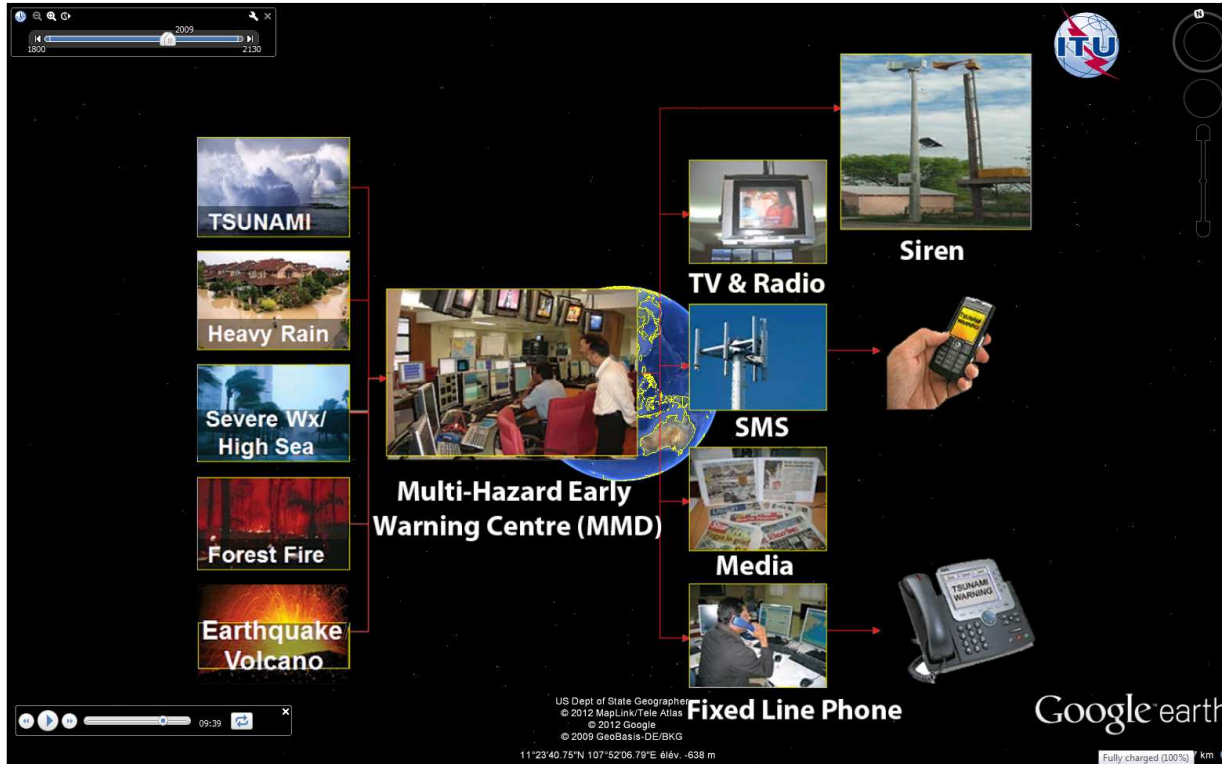 2009
1800
2130
ITU
TSUNAMI
Heavy Rain
Severe Wx/
High Sea
Forest Fire
Earthquake
Volcano
Multi-Hazard Early
Warning Centre (MMD)
Siren
TV & Radio
SMS
TSUNAMI
WARNING
Media
TSUNAMI
WARNING
Fixed Line Phone
09:39
US Dept of State Geographer
© 2012 MapLink/Tele Atlas
© 2012 Google
© 2009 GeoBasis-DE/BKG
11°23'40.75"N 107°52'06.79"E élév. -638 m
Google earth
Fully charged (100%)
km
N